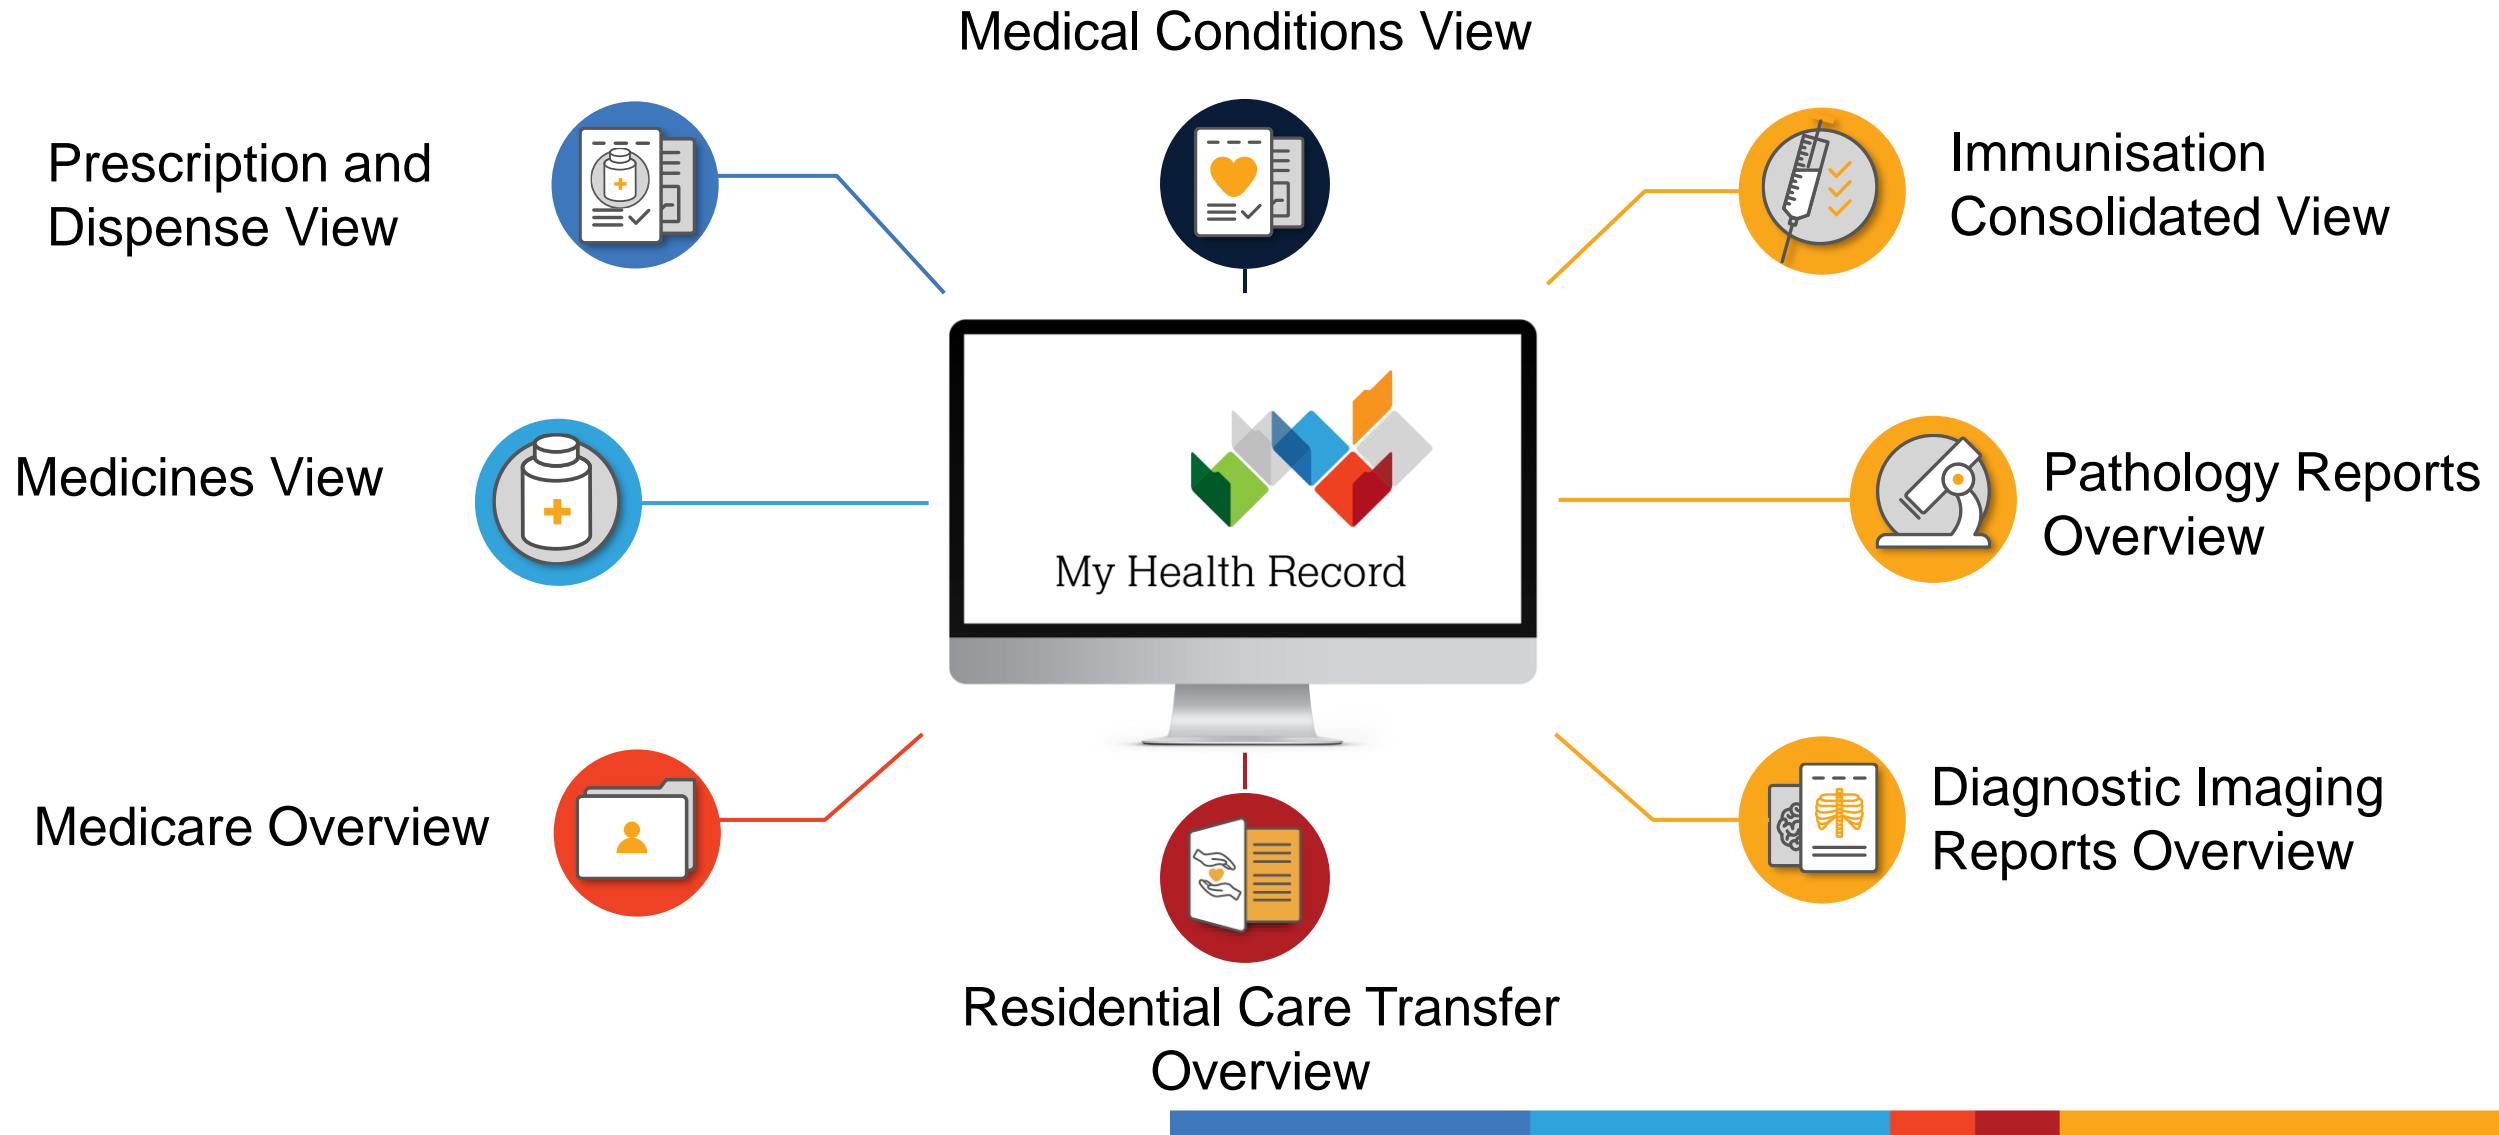 Medical Conditions View
Prescription and
Dispense View
Immunisation
Consolidated View
Medicines View
My Health Record
Pathology Reports
Overview
Medicare Overview
Diagnostic Imaging
Reports Overview
Residential Care Transfer
Overview